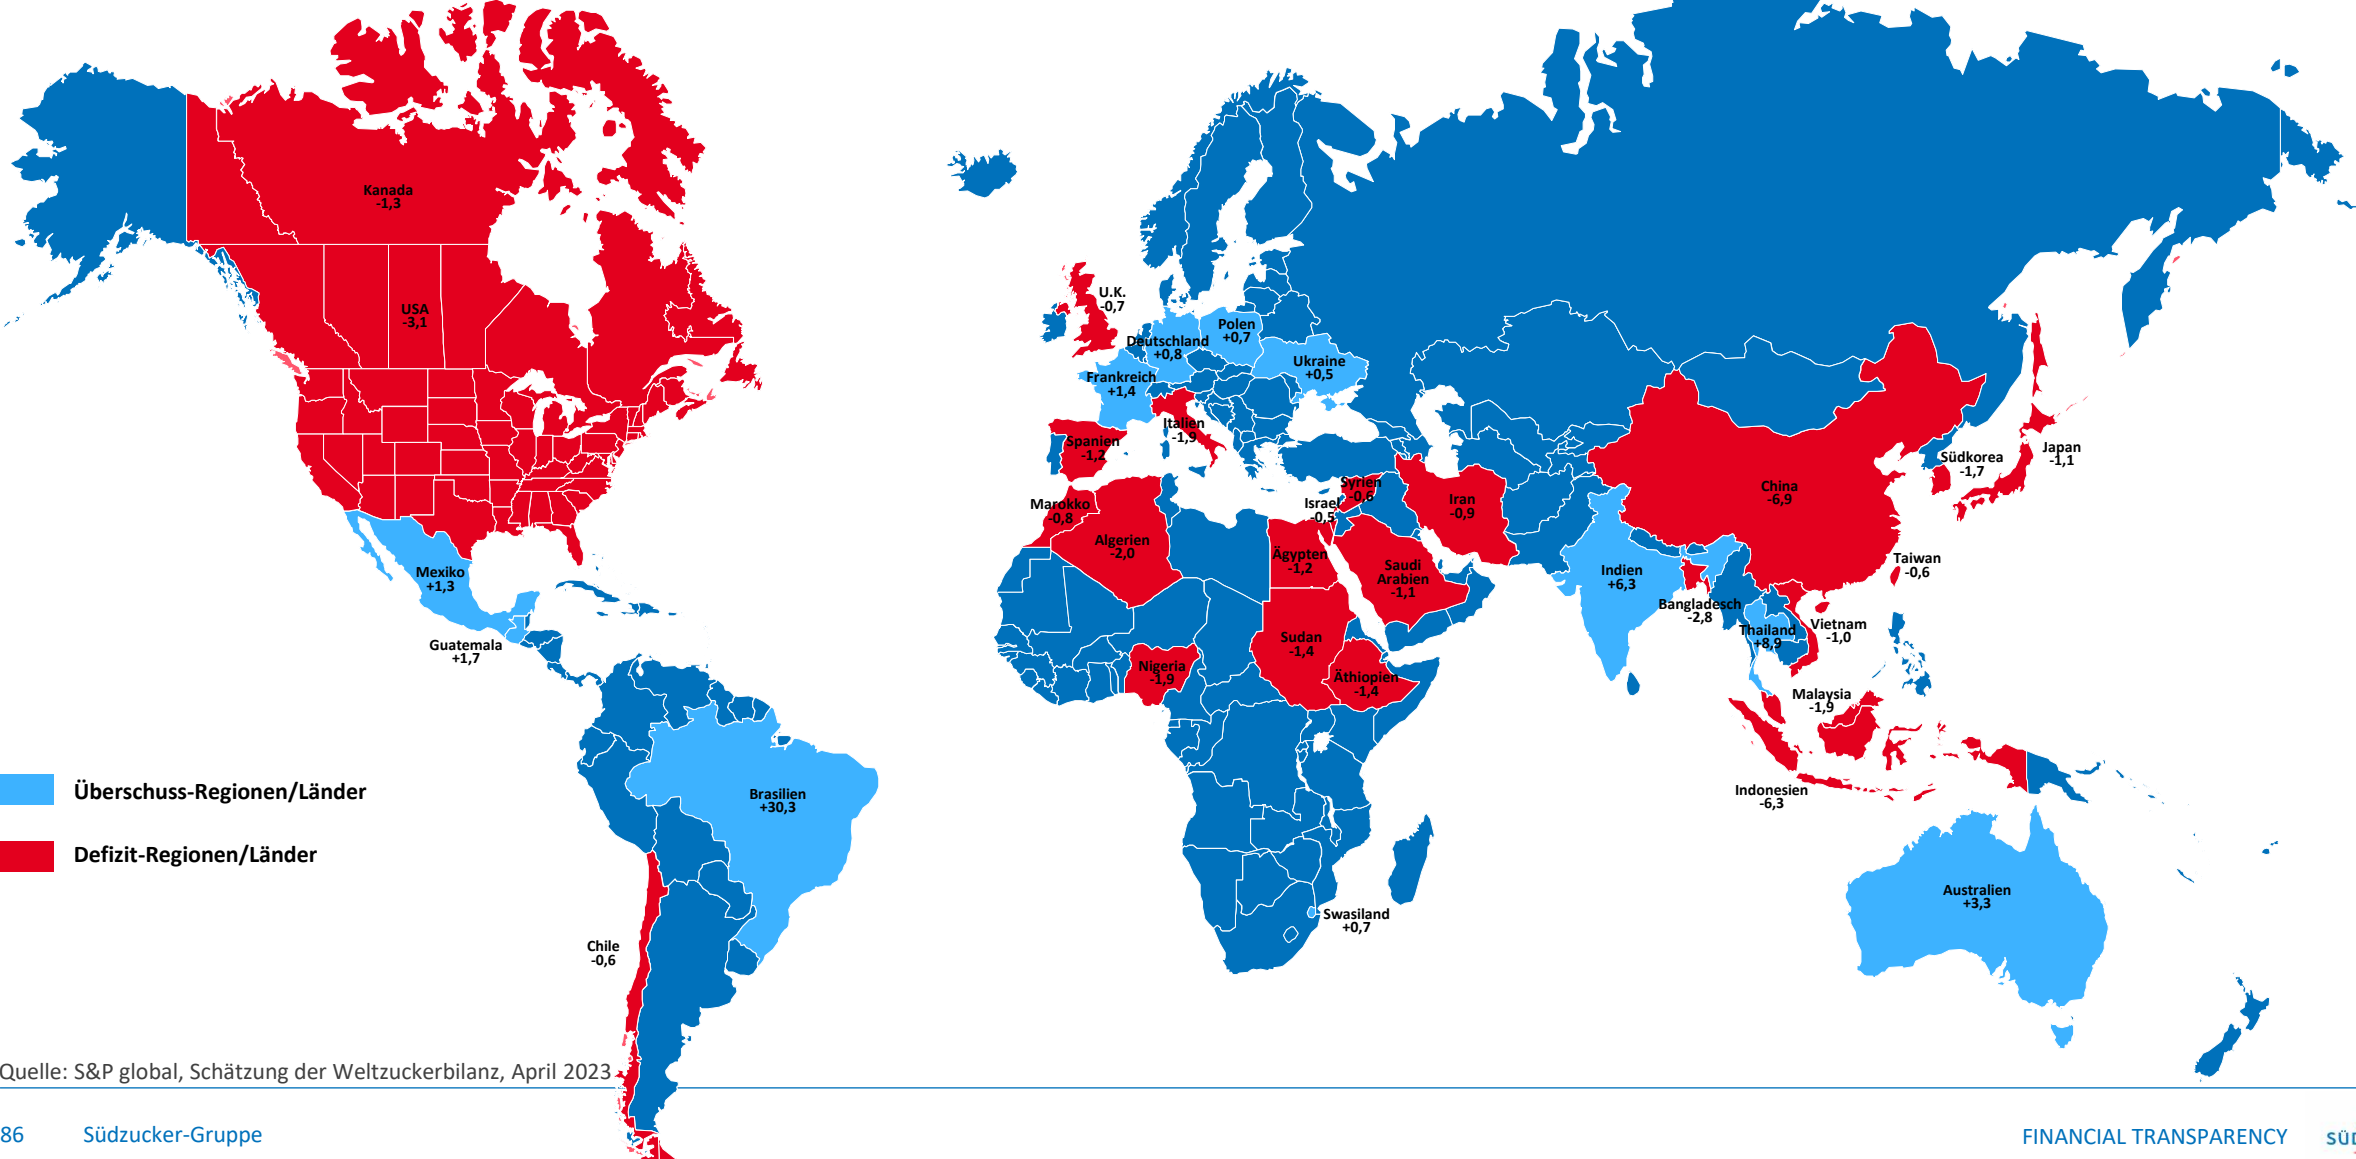 Kanada
-1,3
USA
-3,1
Mexiko
+1,3
Guatemala
+1,7
Brasilien
+30,3
Chile
-0,6
U.K.
-0,7
Deutschland
+0,8
Polen
+0,7
Ukraine
+0,5
Frankreich
+1,4
Italien
-1,9
Spanien
-1,2
Marokko
-0,8
Algerien
-2,0
Syrien
-0,6
Israel
-0,5
Ägypten
-1,2
Saudi
Arabien
-1,1
Iran
-0,9
Sudan
-1,4
Nigeria
-1,9
Äthiopien
-1,4
Swasiland
+0,7
China
-6,9
Südkorea
-1,7
Japan
-1,1
Taiwan
-0,6
Indien
+6,3
Bangladesch
-2,8
Thailand
+8,9
Vietnam
-1,0
Malaysia
-1,9
Indonesien
-6,3
Australien
+3,3
Überschuss-Regionen/Länder
Defizit-Regionen/Länder
Quelle: S&P global, Schätzung der Weltzuckerbilanz, April 2023
86 Südzucker-Gruppe FINANCIAL TRANSPARENCY